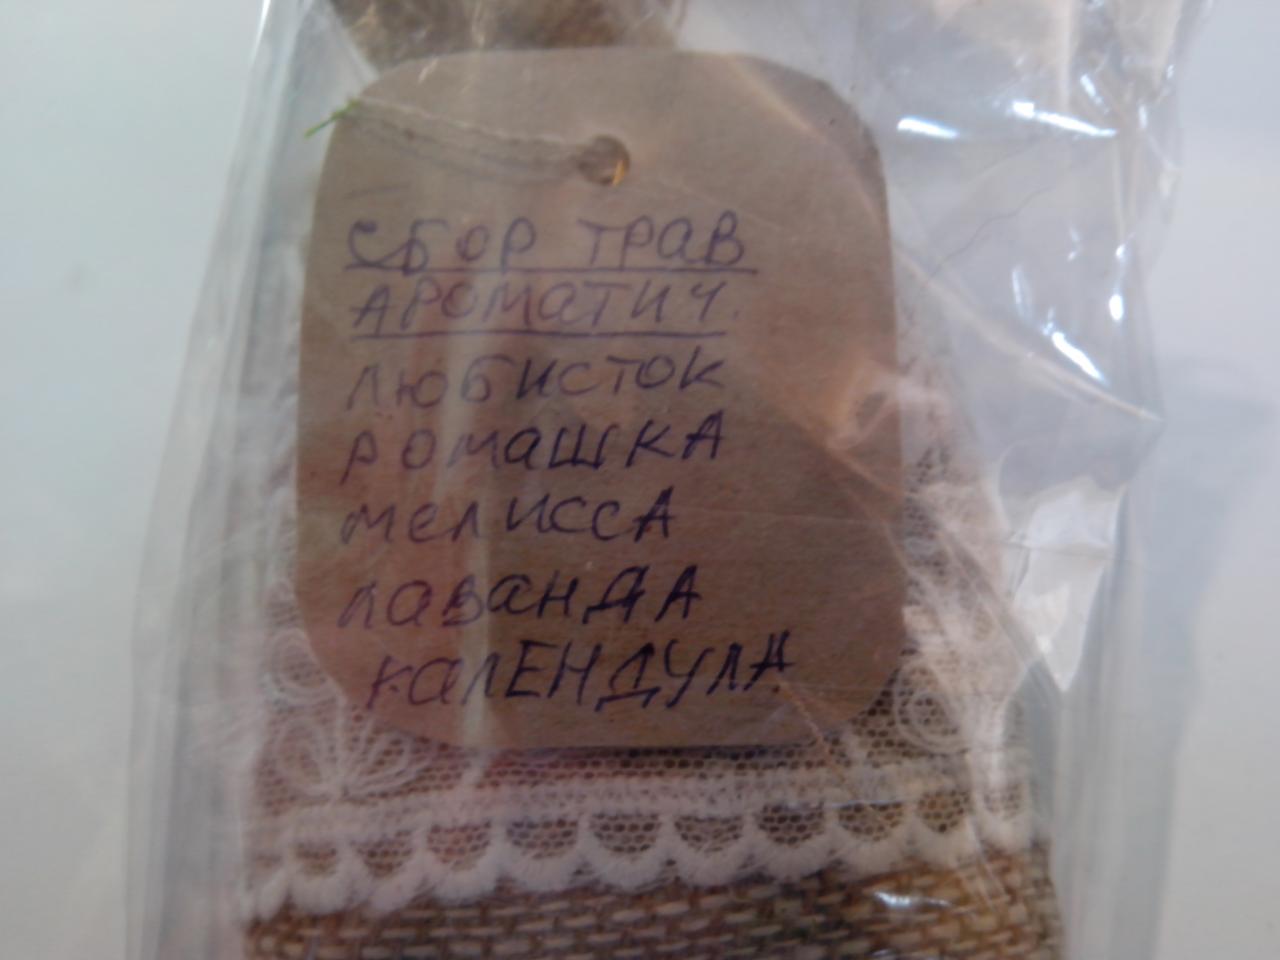 СБОР ТРАВ
АРОМАТИЧ.
ЛЮБИСТОК
РОМАШКА
МЕЛИССА
ЛАВАНДА
КАЛЕНДУЛА